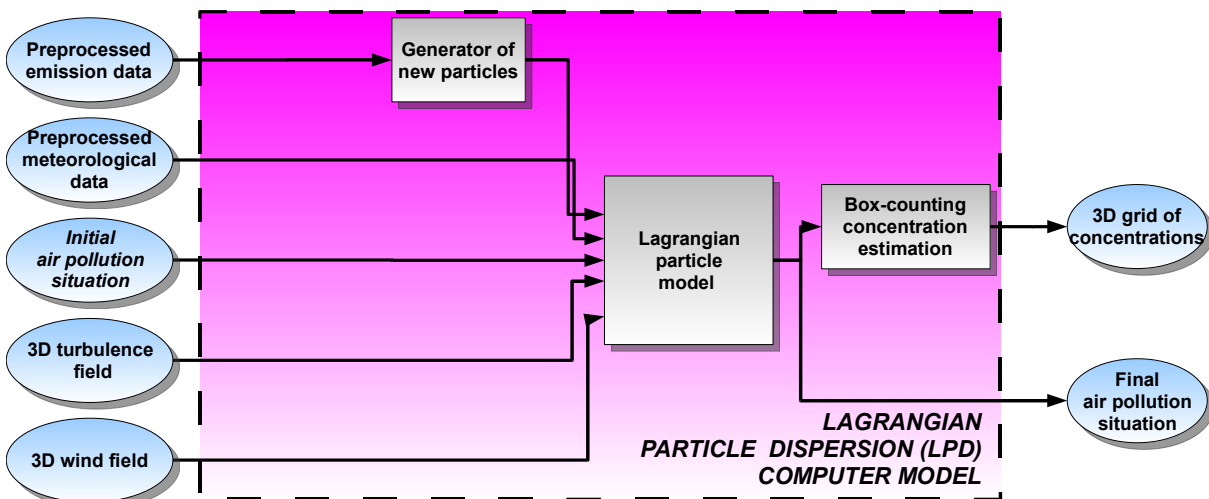 Preprocessed
emission data
Generator of
new particles
Preprocessed
meteorological
data
Initial
air pollution
situation
3D turbulence
field
3D wind field
Lagrangian
particle
model
Box-counting
concentration
estimation
3D grid of
concentrations
Final
air pollution
situation
LAGRANGIAN
PARTICLE DISPERSION (LPD)
COMPUTER MODEL